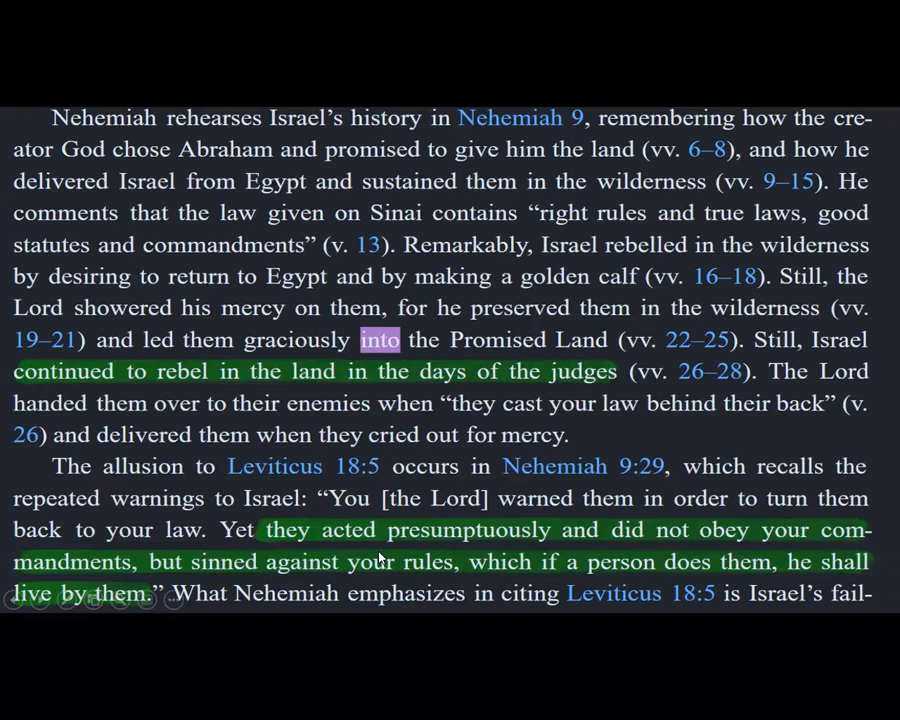 Nehemiah rehearses Israel’s history in Nehemiah 9, remembering how the cre-
ator God chose Abraham and promised to give him the land (vv. 6–8), and how he
delivered Israel from Egypt and sustained them in the wilderness (vv. 9–15). He
comments that the law given on Sinai contains “right rules and true laws, good
statutes and commandments” (v. 13). Remarkably, Israel rebelled in the wilderness
by desiring to return to Egypt and by making a golden calf (vv. 16–18). Still, the
Lord showered his mercy on them, for he preserved them in the wilderness (vv.
19–21) and led them graciously into the Promised Land (vv. 22–25). Still, Israel
continued to rebel in the land in the days of the judges (vv. 26–28). The Lord
handed them over to their enemies when “they cast your law behind their back” (v.
26) and delivered them when they cried out for mercy.
The allusion to Leviticus 18:5 occurs in Nehemiah 9:29, which recalls the
repeated warnings to Israel: “You [the Lord] warned them in order to turn them
back to your law. Yet they acted presumptuously and did not obey your com-
mandments, but sinned against your rules, which if a person does them, he shall
live by them.” What Nehemiah emphasizes in citing Leviticus 18:5 is Israel’s fail-